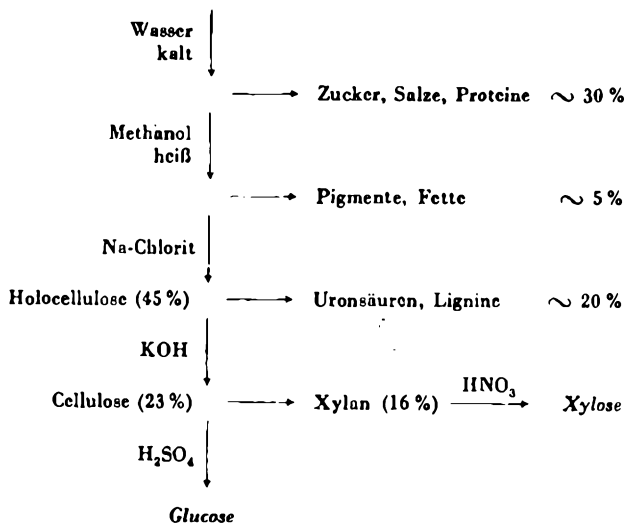 Wasser
kalt
Zucker, Salze, Proteine ~ 30 %
Methanol
heiß
Pigmente, Fette ~ 5 %
Na-Chlorit
Holocellulose (45 %) Uronsäuren, Lignine ~ 20 %
KOH
Cellulose (23 %) Xylan (16 %) HNO₃ Xylose
H₂SO₄
Glucose